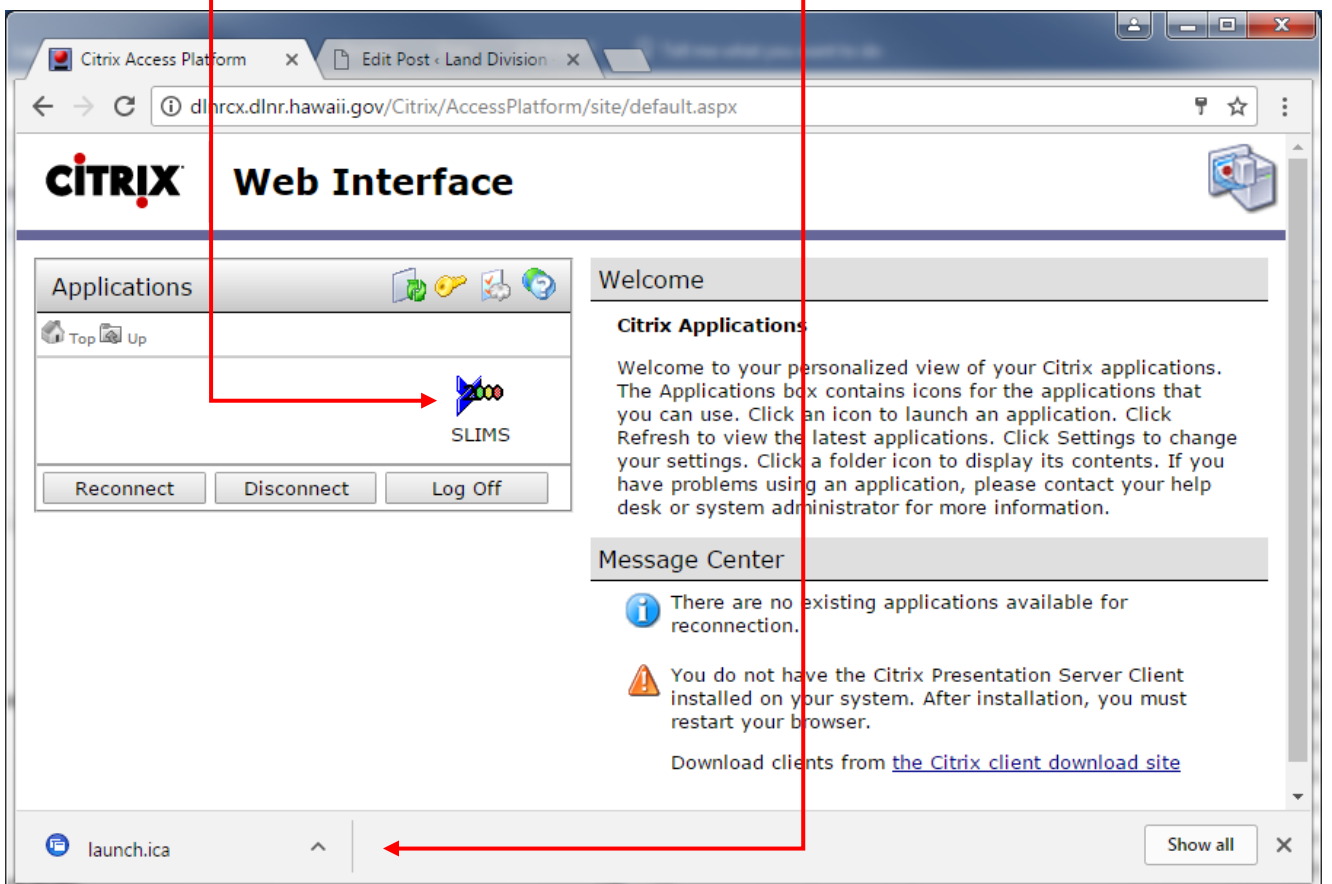 Citrix Access Platform
Edit Post ‹ Land Division
dlnrcx.dlnr.hawaii.gov/Citrix/AccessPlatform/site/default.aspx
CITRIX Web Interface
Applications
Top Up
2000
SLIMS
Reconnect Disconnect Log Off
Welcome
Citrix Applications
Welcome to your personalized view of your Citrix applications.
The Applications box contains icons for the applications that
you can use. Click an icon to launch an application. Click
Refresh to view the latest applications. Click Settings to change
your settings. Click a folder icon to display its contents. If you
have problems using an application, please contact your help
desk or system administrator for more information.
Message Center
There are no existing applications available for
reconnection.
You do not have the Citrix Presentation Server Client
installed on your system. After installation, you must
restart your browser.
Download clients from the Citrix client download site
launch.ica
Show all